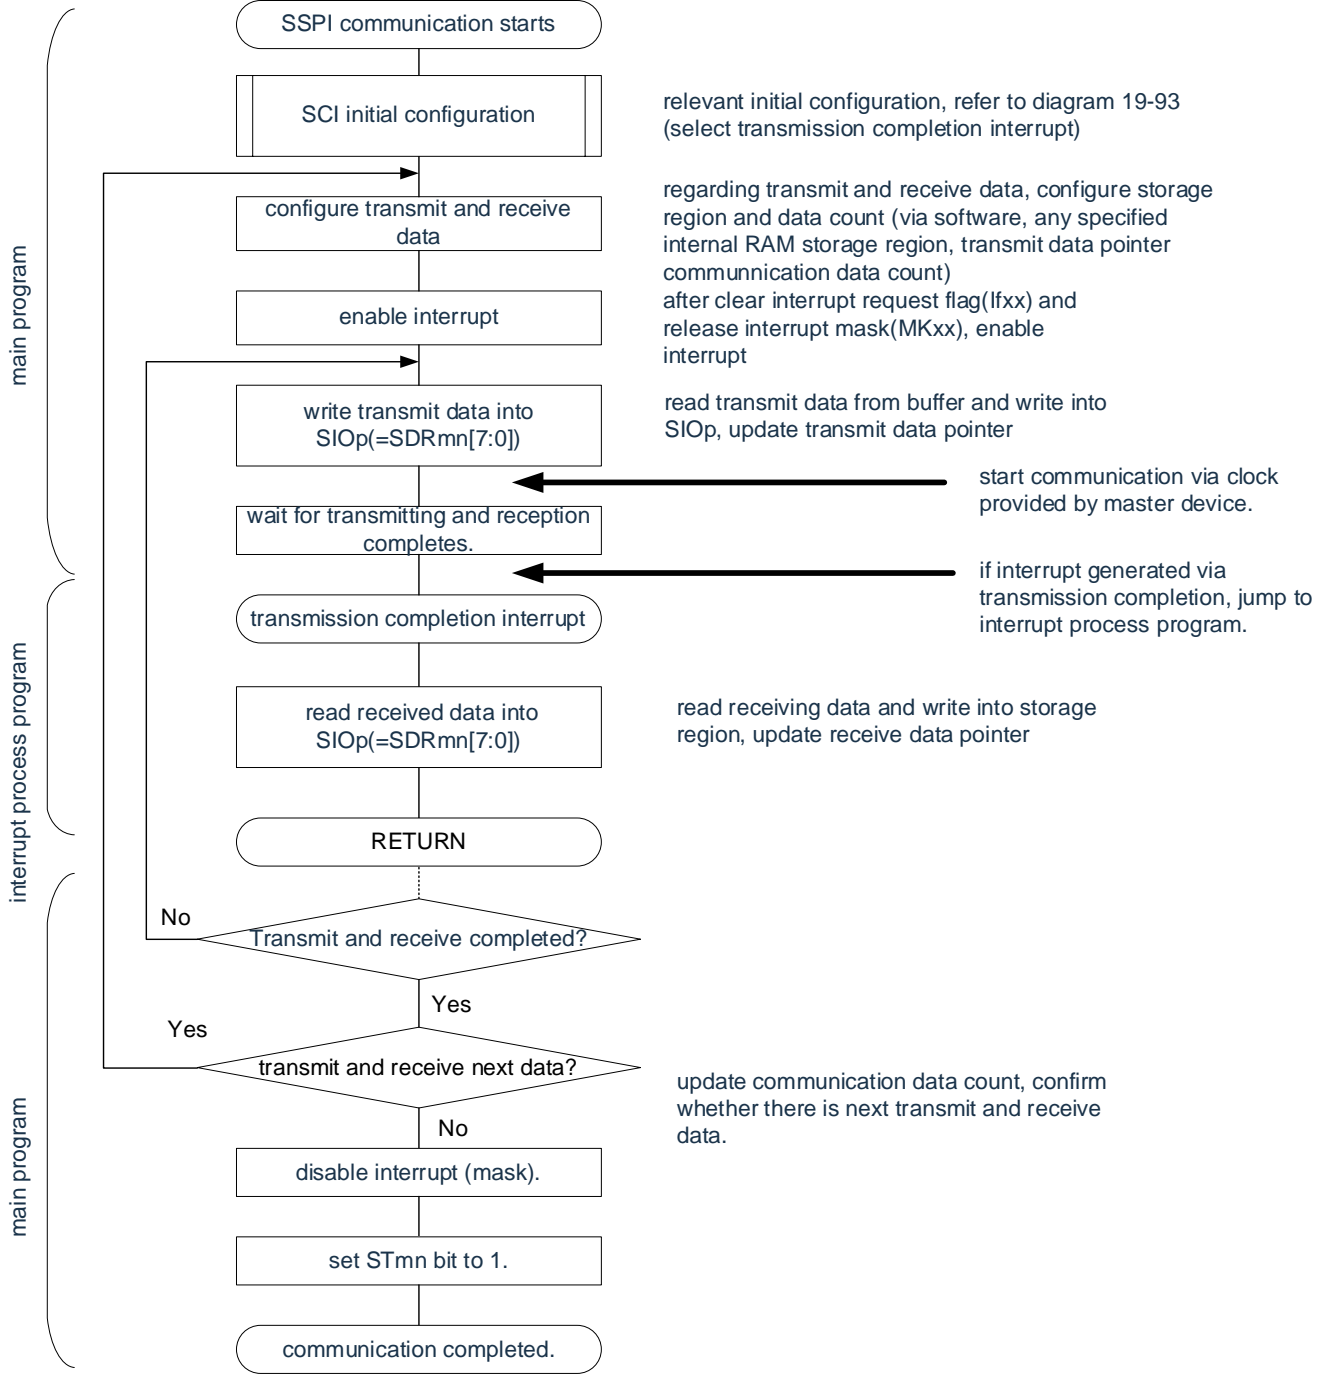 SSPI communication starts
SCI initial configuration
relevant initial configuration, refer to diagram 19-93
(select transmission completion interrupt)
configure transmit and receive
data
regarding transmit and receive data, configure storage
region and data count (via software, any specified
internal RAM storage region, transmit data pointer
communnication data count)
enable interrupt
after clear interrupt request flag(Ifxx) and
release interrupt mask(MKxx), enable
interrupt
main program
write transmit data into
SIOp(=SDRmn[7:0])
read transmit data from buffer and write into
SIOp, update transmit data pointer
start communication via clock
provided by master device.
wait for transmitting and reception
completes.
if interrupt generated via
transmission completion, jump to
interrupt process program.
transmission completion interrupt
interrupt process program
read received data into
SIOp(=SDRmn[7:0])
read receiving data and write into storage
region, update receive data pointer
RETURN
No
Transmit and receive completed?
Yes
Yes
transmit and receive next data?
update communication data count, confirm
whether there is next transmit and receive
data.
No
main program
disable interrupt (mask).
set STmn bit to 1.
communication completed.